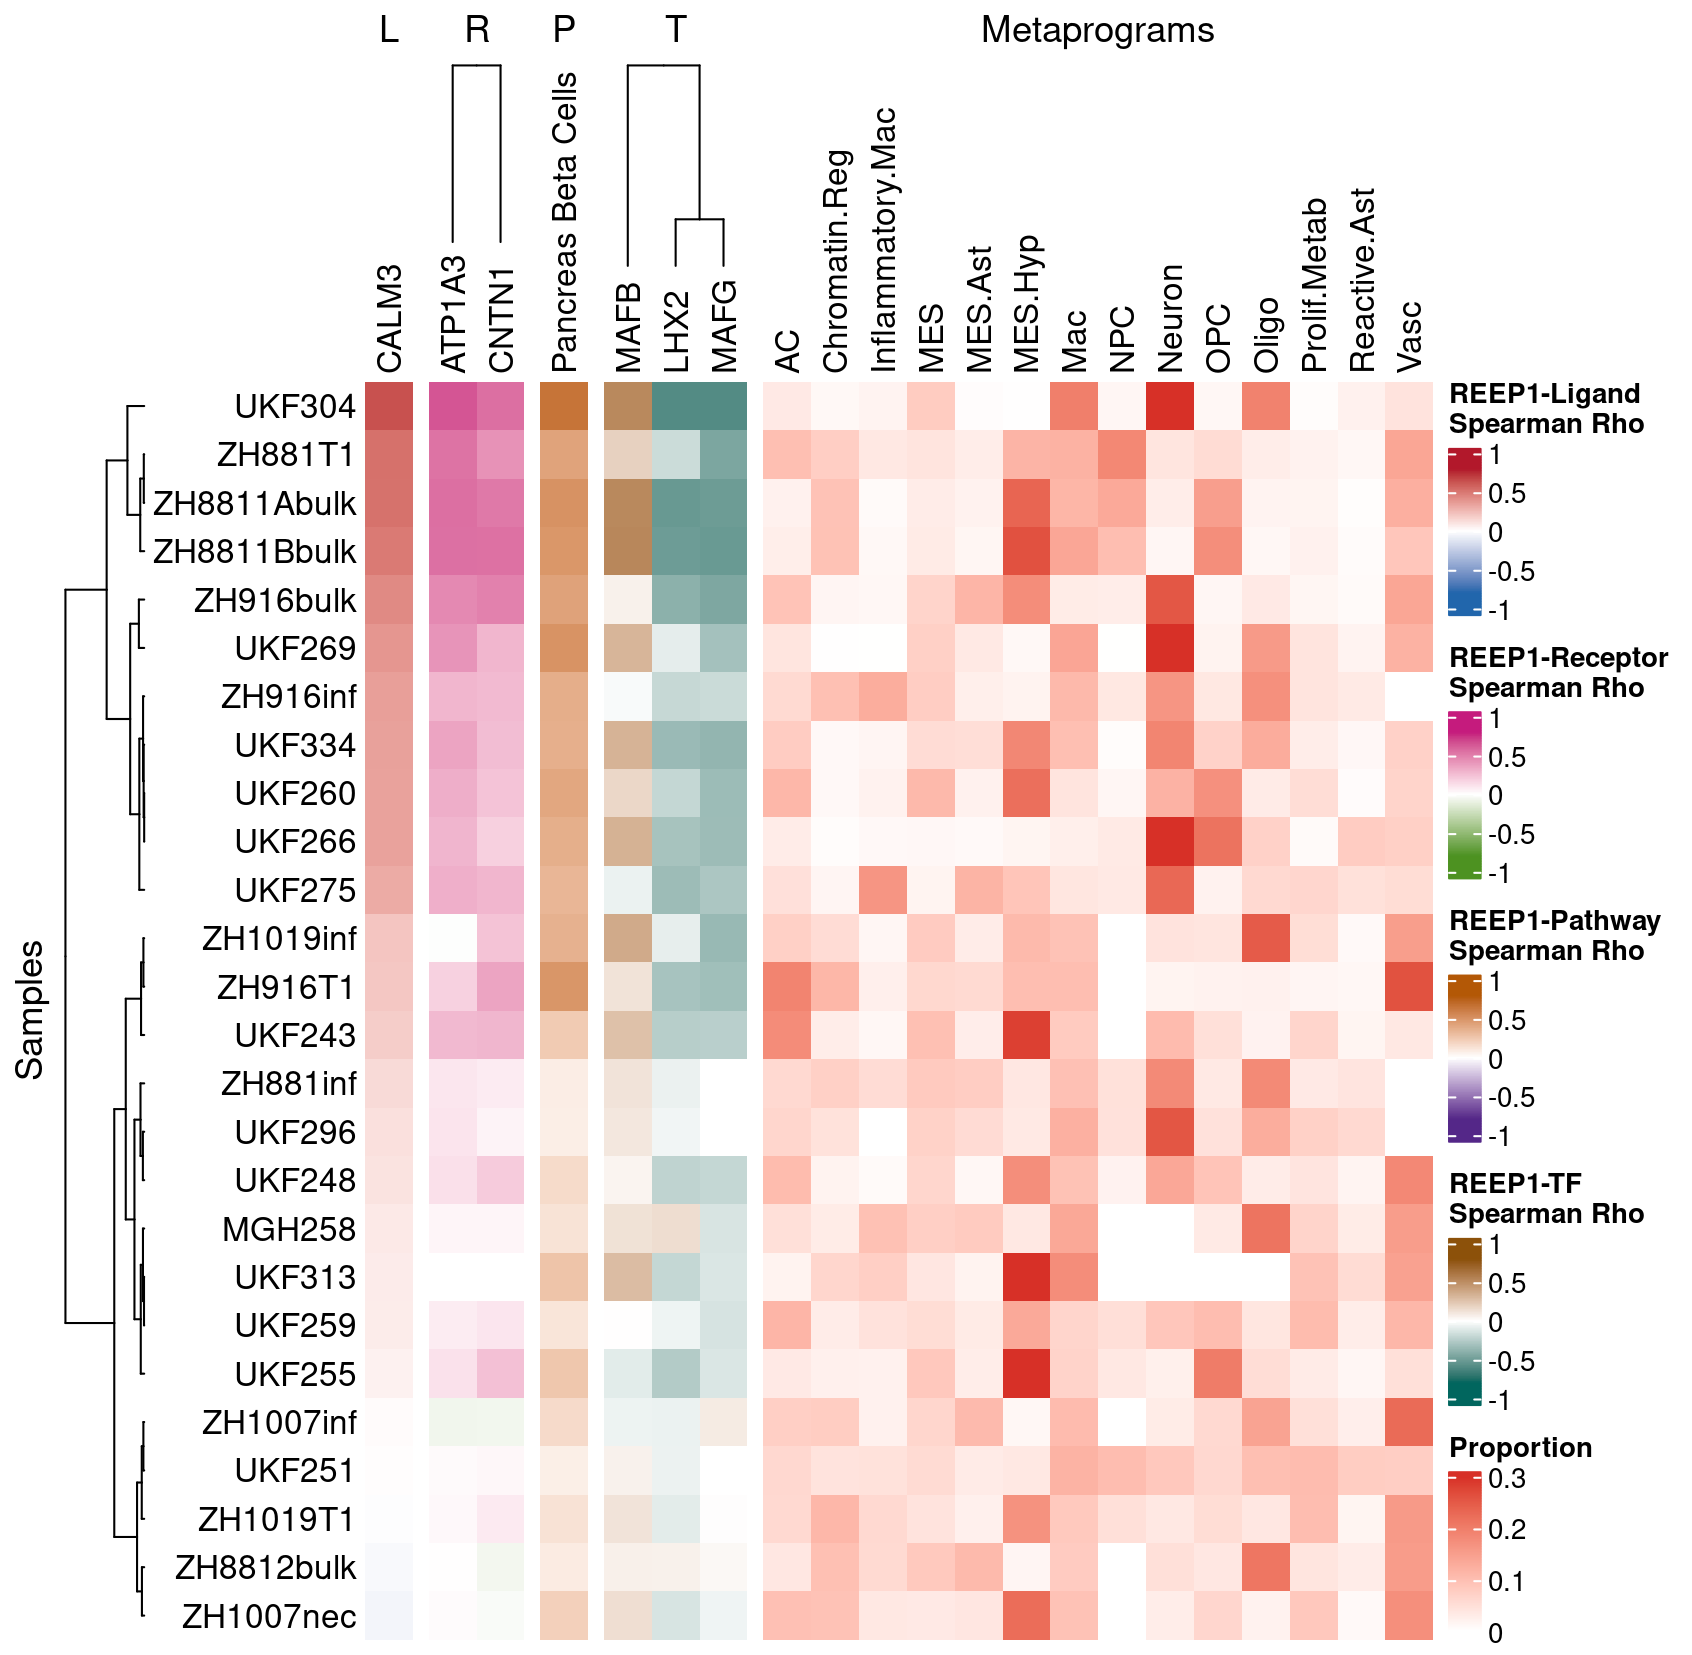 L R P T Metaprograms
CALM3
ATP1A3
CNTN1
Pancreas Beta Cells
MAFB
LHX2
MAFG
AC
Chromatin.Reg
Inflammatory.Mac
MES
MES.Ast
MES.Hyp
Mac
NPC
Neuron
OPC
Oligo
Prolif.Metab
Reactive.Ast
Vasc
Samples
UKF304
ZH881T1
ZH8811Abulk
ZH8811Bbulk
ZH916bulk
UKF269
ZH916inf
UKF334
UKF260
UKF266
UKF275
ZH1019inf
ZH916T1
UKF243
ZH881inf
UKF296
UKF248
MGH258
UKF313
UKF259
UKF255
ZH1007inf
UKF251
ZH1019T1
ZH8812bulk
ZH1007nec
REEP1-Ligand
Spearman Rho
1
0.5
0
-0.5
-1
REEP1-Receptor
Spearman Rho
1
0.5
0
-0.5
-1
REEP1-Pathway
Spearman Rho
1
0.5
0
-0.5
-1
REEP1-TF
Spearman Rho
1
0.5
0
-0.5
-1
Proportion
0.3
0.2
0.1
0